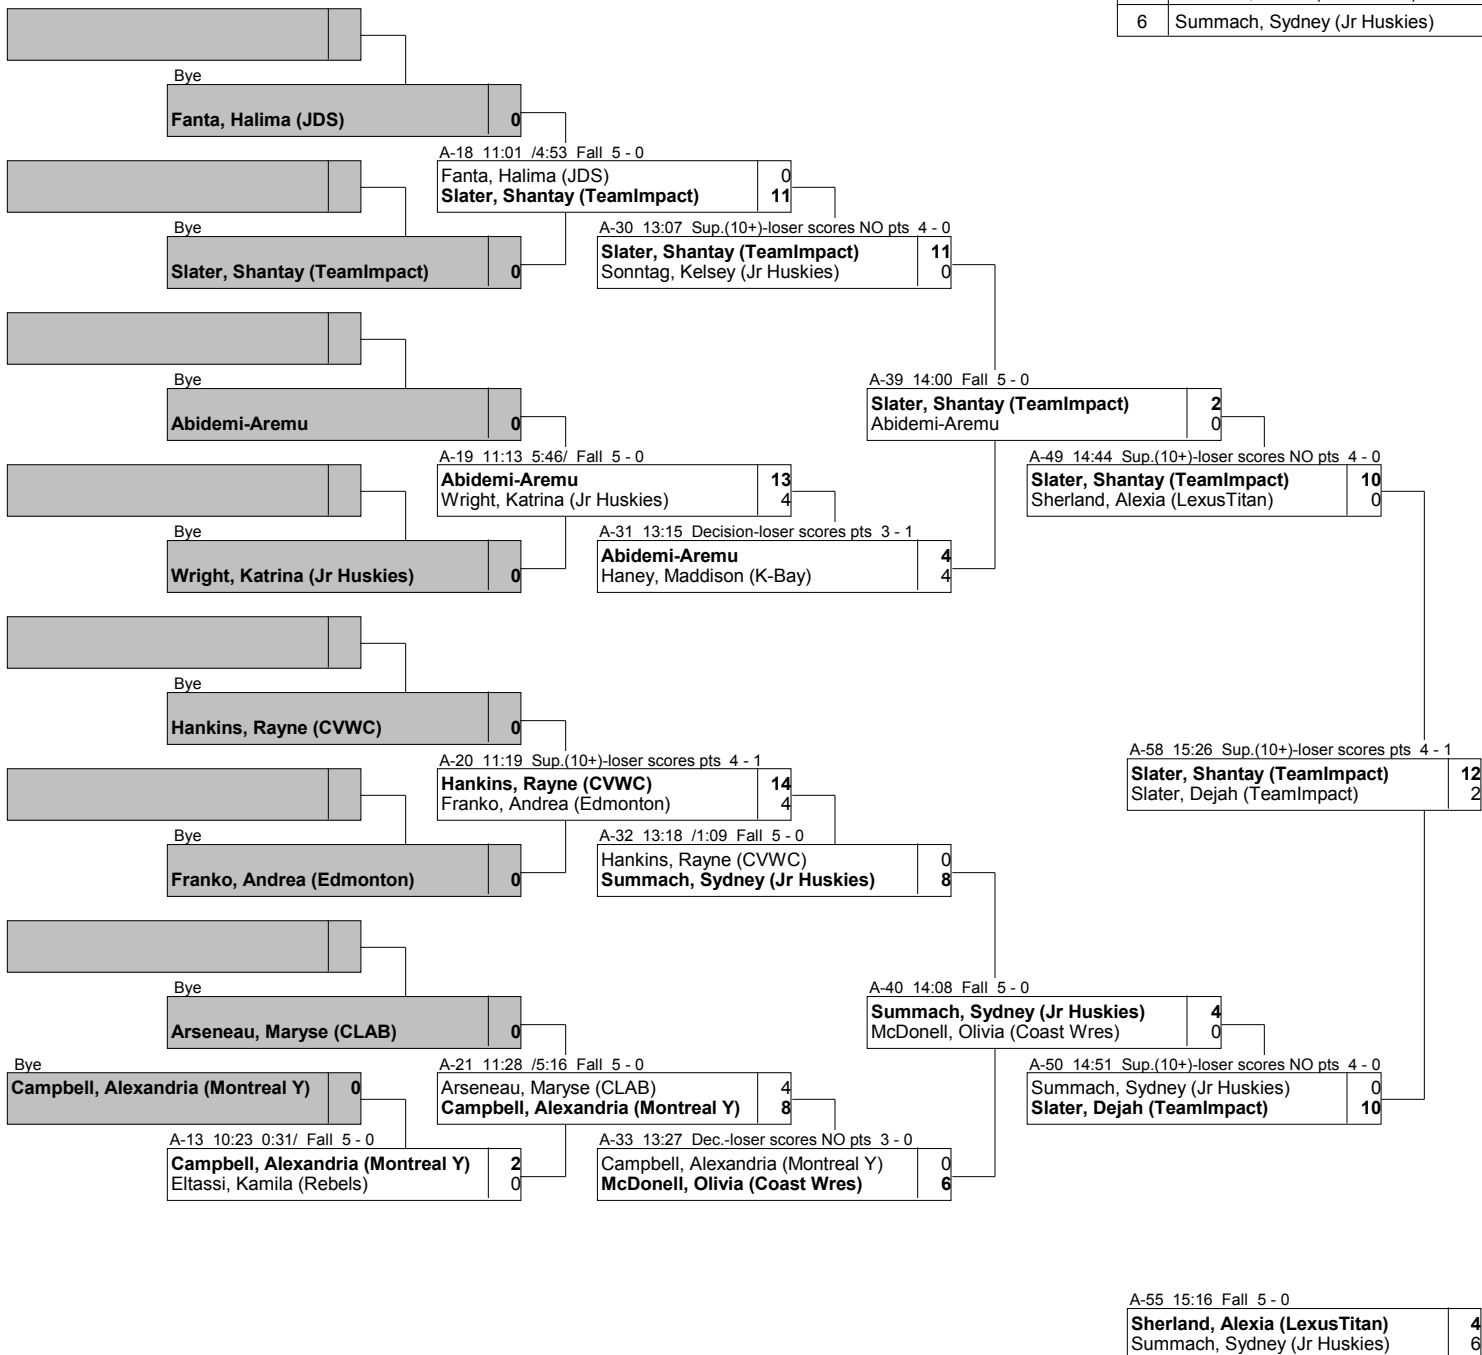 6 Summach, Sydney (Jr Huskies)
Bye
Fanta, Halima (JDS) 0
A-18 11:01 /4:53 Fall 5 - 0
Fanta, Halima (JDS) 0
Slater, Shantay (TeamImpact) 11
Bye
Slater, Shantay (TeamImpact) 0
A-30 13:07 Sup.(10+)-loser scores NO pts 4 - 0
Slater, Shantay (TeamImpact) 11
Sonntag, Kelsey (Jr Huskies) 0
Bye
Abidemi-Aremu 0
A-39 14:00 Fall 5 - 0
Slater, Shantay (TeamImpact) 2
Abidemi-Aremu 0
A-19 11:13 5:46/ Fall 5 - 0
Abidemi-Aremu 13
Wright, Katrina (Jr Huskies) 4
A-49 14:44 Sup.(10+)-loser scores NO pts 4 - 0
Slater, Shantay (TeamImpact) 10
Sherland, Alexia (LexusTitan) 0
Bye
Wright, Katrina (Jr Huskies) 0
A-31 13:15 Decision-loser scores pts 3 - 1
Abidemi-Aremu 4
Haney, Maddison (K-Bay) 4
Bye
Hankins, Rayne (CVWC) 0
A-20 11:19 Sup.(10+)-loser scores pts 4 - 1
Hankins, Rayne (CVWC) 14
Franko, Andrea (Edmonton) 4
A-58 15:26 Sup.(10+)-loser scores pts 4 - 1
Slater, Shantay (TeamImpact) 12
Slater, Dejah (TeamImpact) 2
Bye
Franko, Andrea (Edmonton) 0
A-32 13:18 /1:09 Fall 5 - 0
Hankins, Rayne (CVWC) 0
Summach, Sydney (Jr Huskies) 8
Bye
Arseneau, Maryse (CLAB) 0
A-40 14:08 Fall 5 - 0
Summach, Sydney (Jr Huskies) 4
McDonell, Olivia (Coast Wres) 0
Bye
Campbell, Alexandria (Montreal Y) 0
A-21 11:28 /5:16 Fall 5 - 0
Arseneau, Maryse (CLAB) 4
Campbell, Alexandria (Montreal Y) 8
A-50 14:51 Sup.(10+)-loser scores NO pts 4 - 0
Summach, Sydney (Jr Huskies) 0
Slater, Dejah (TeamImpact) 10
A-13 10:23 0:31/ Fall 5 - 0
Campbell, Alexandria (Montreal Y) 2
Eltassi, Kamila (Rebels) 0
A-33 13:27 Dec.-loser scores NO pts 3 - 0
Campbell, Alexandria (Montreal Y) 0
McDonell, Olivia (Coast Wres) 6
A-55 15:16 Fall 5 - 0
Sherland, Alexia (LexusTitan) 4
Summach, Sydney (Jr Huskies) 6